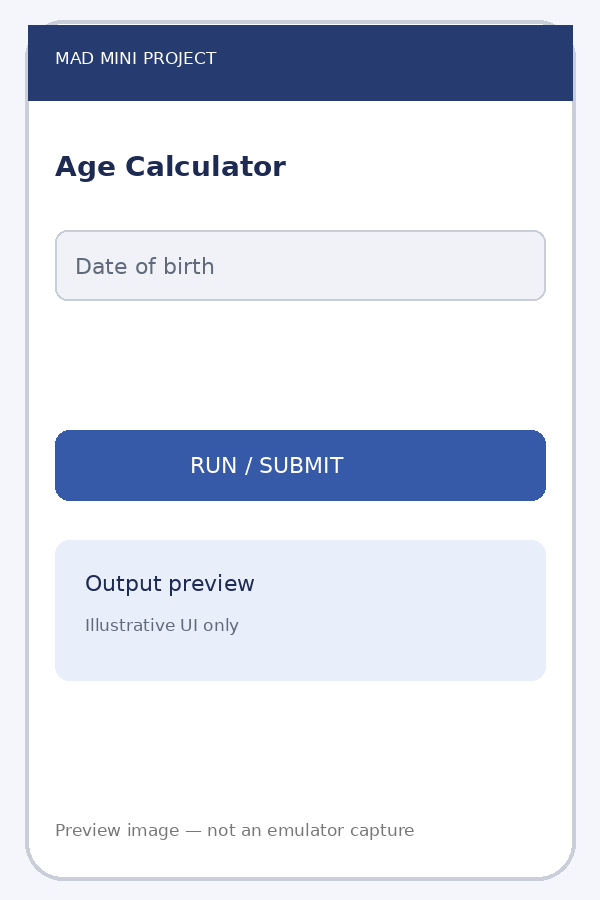 MAD MINI PROJECT
Age Calculator
Date of birth
RUN / SUBMIT
Output preview
Illustrative UI only
Preview image — not an emulator capture